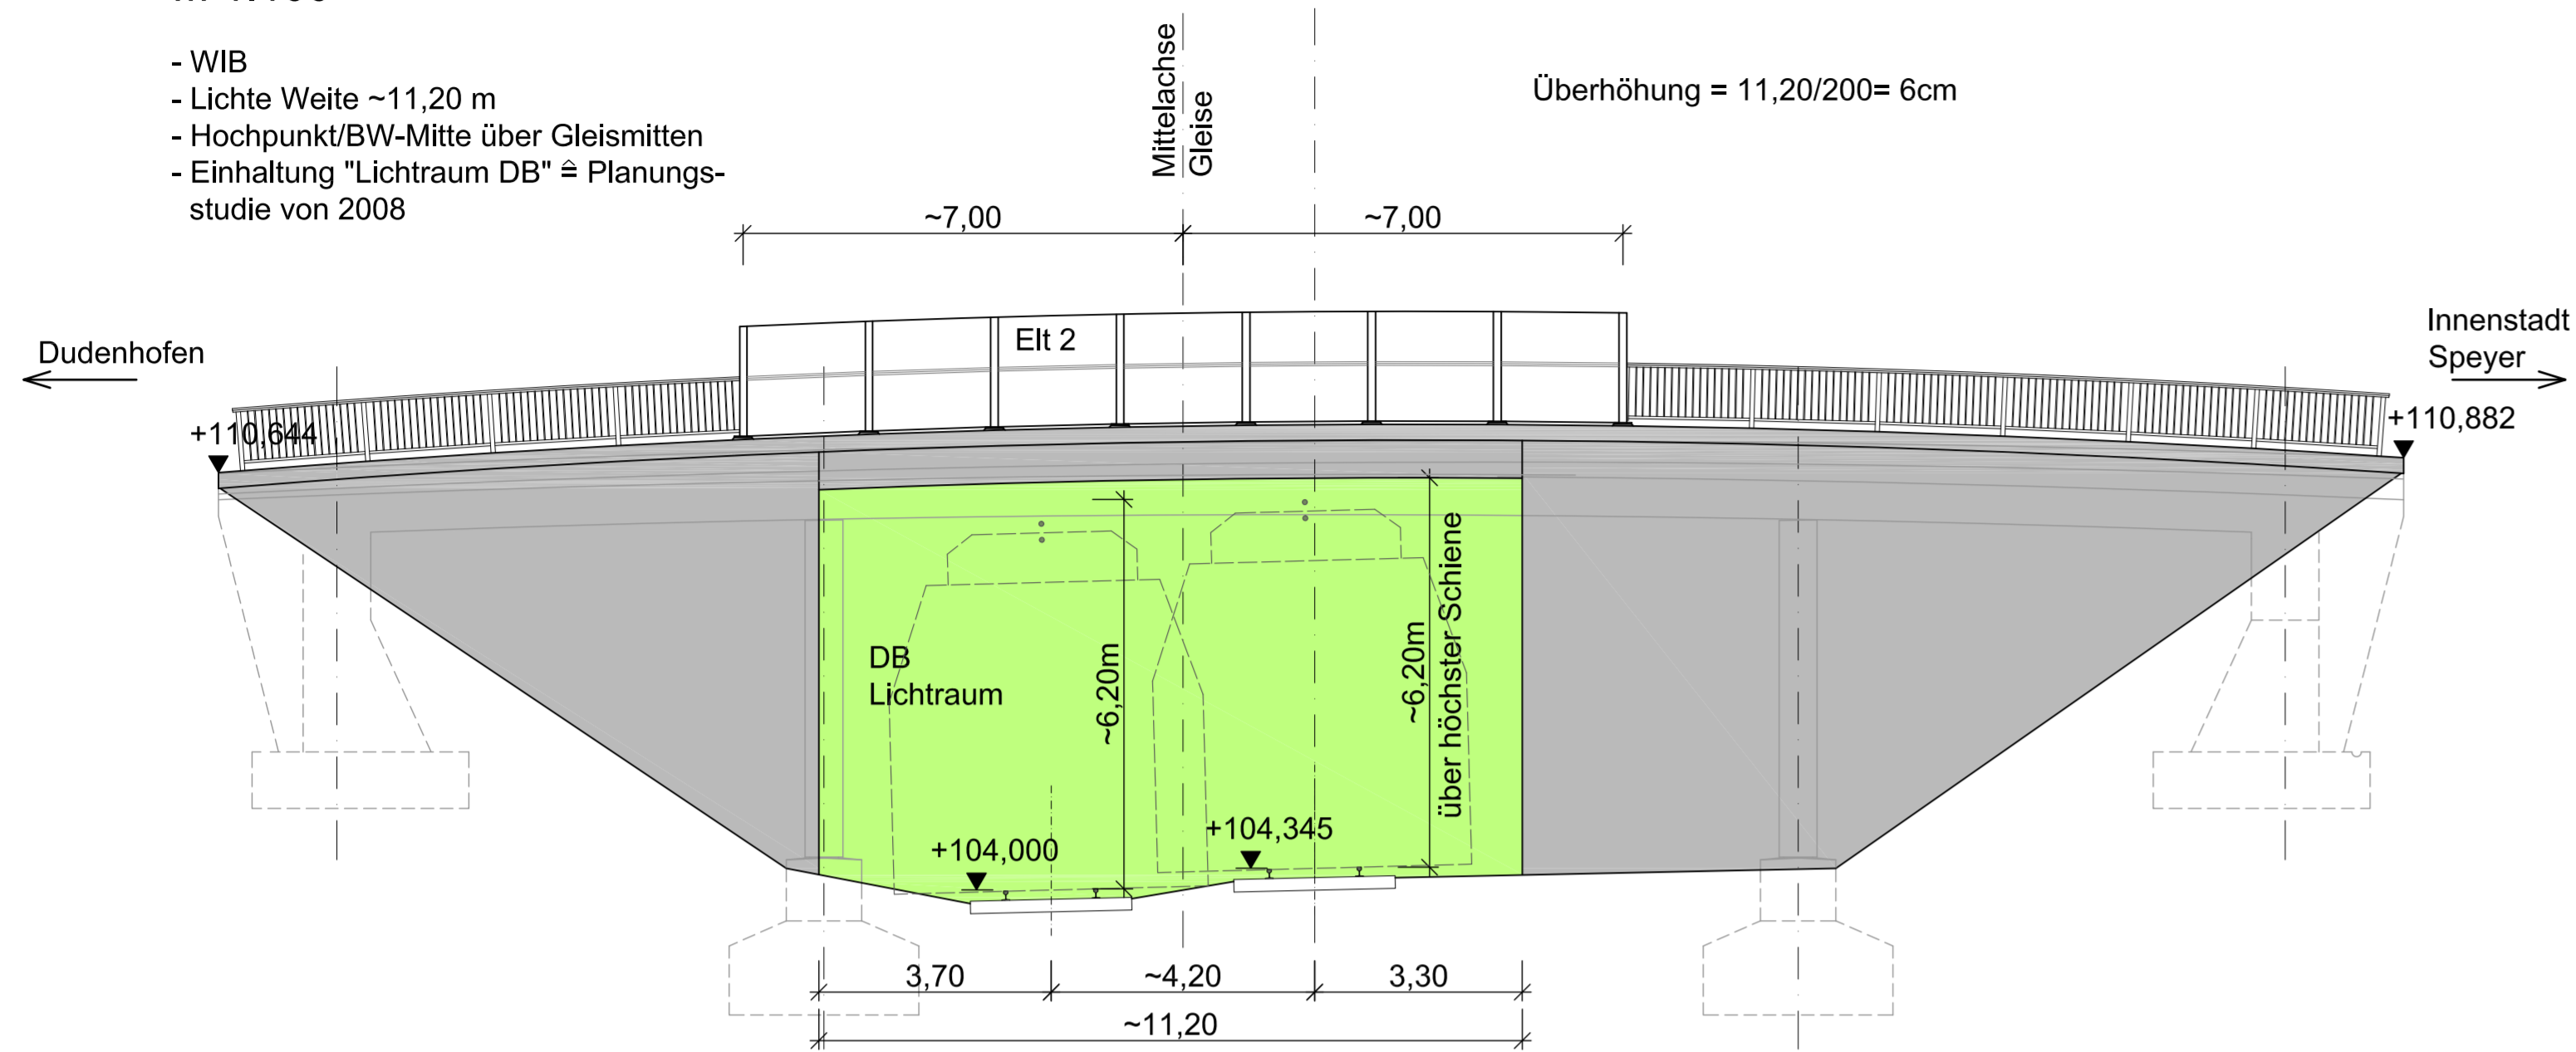 - WIB
- Lichte Weite ~11,20 m
- Hochpunkt/BW-Mitte über Gleismitten
- Einhaltung "Lichtraum DB" ≙ Planungs-
studie von 2008
Mittelachse
Gleise
Überhöhung = 11,20/200= 6cm
~7,00
~7,00
Elt 2
Dudenhofen
Innenstadt
Speyer
+110,644
+110,882
DB
Lichtraum
~6,20m
~6,20m
über höchster Schiene
+104,000
+104,345
3,70
~4,20
3,30
~11,20